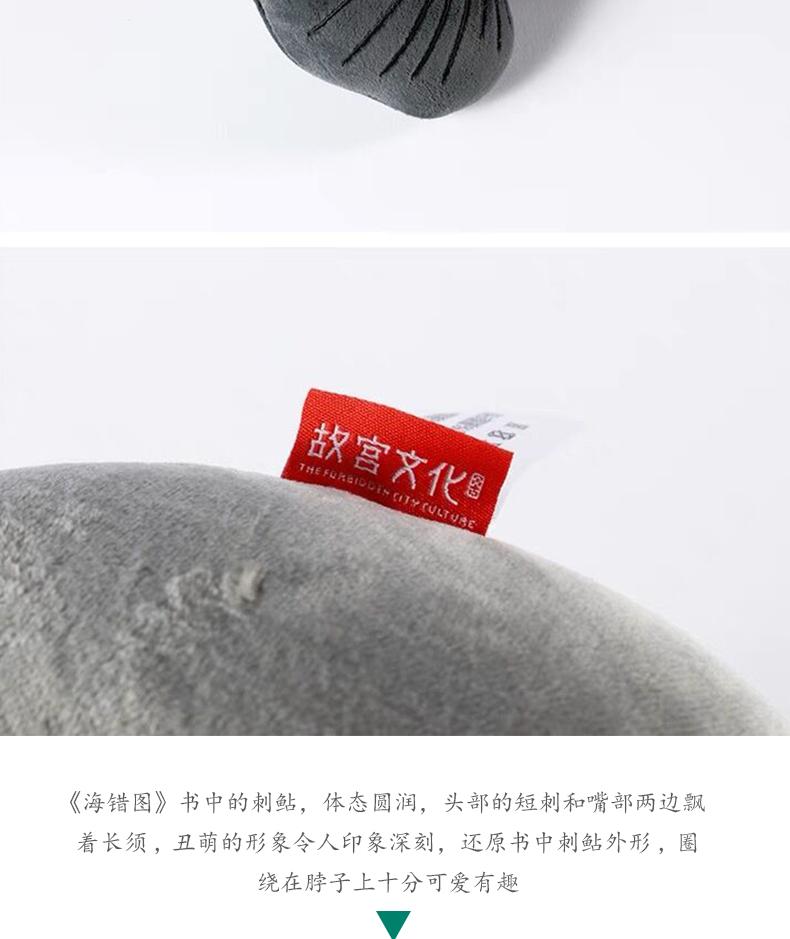 故宫文化
THE FORBIDDEN CITY CULTURE
《海错图》书中的刺鲇，体态圆润，头部的短刺和嘴部两边飘
着长须，丑萌的形象令人印象深刻，还原书中刺鲇外形，圈
绕在脖子上十分可爱有趣